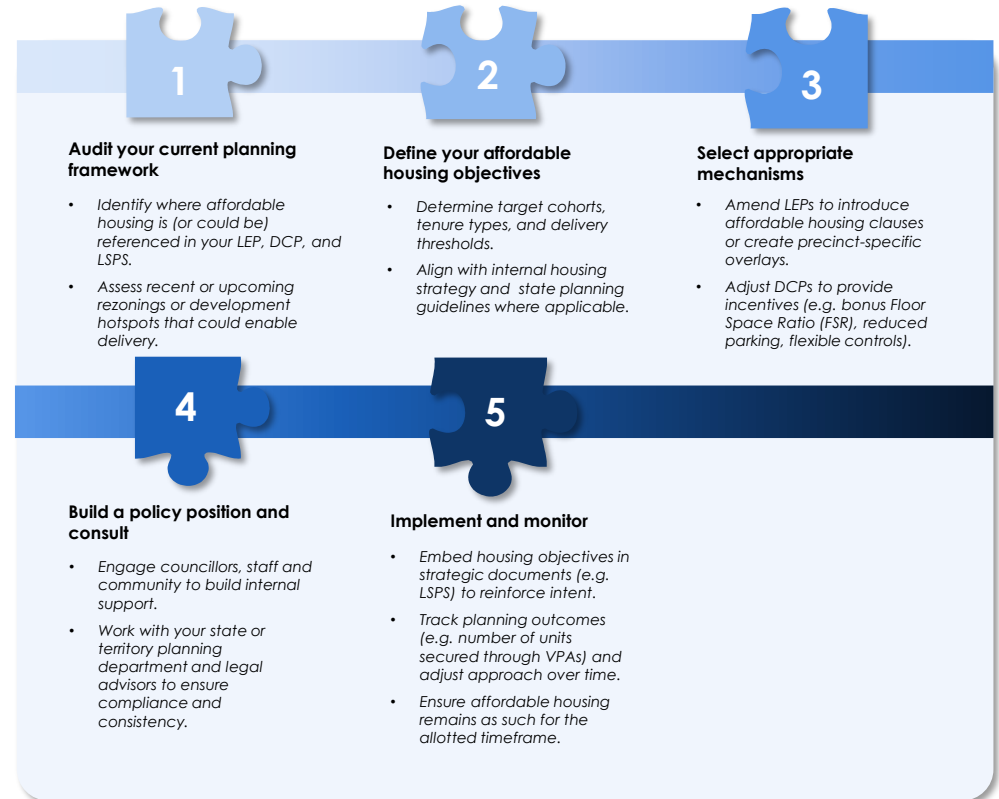 1
Audit your current planning
framework
• Identify where affordable
housing is (or could be)
referenced in your LEP, DCP, and
LSPS.
• Assess recent or upcoming
rezonings or development
hotspots that could enable
delivery.
2
Define your affordable
housing objectives
• Determine target cohorts,
tenure types, and delivery
thresholds.
• Align with internal housing
strategy and state planning
guidelines where applicable.
3
Select appropriate
mechanisms
• Amend LEPs to introduce
affordable housing clauses
or create precinct-specific
overlays.
• Adjust DCPs to provide
incentives (e.g. bonus Floor
Space Ratio (FSR), reduced
parking, flexible controls).
4
Build a policy position and
consult
• Engage councillors, staff and
community to build internal
support.
• Work with your state or
territory planning
department and legal
advisors to ensure
compliance and
consistency.
5
Implement and monitor
• Embed housing objectives in
strategic documents (e.g.
LSPS) to reinforce intent.
• Track planning outcomes
(e.g. number of units
secured through VPAs) and
adjust approach over time.
• Ensure affordable housing
remains as such for the
allotted timeframe.